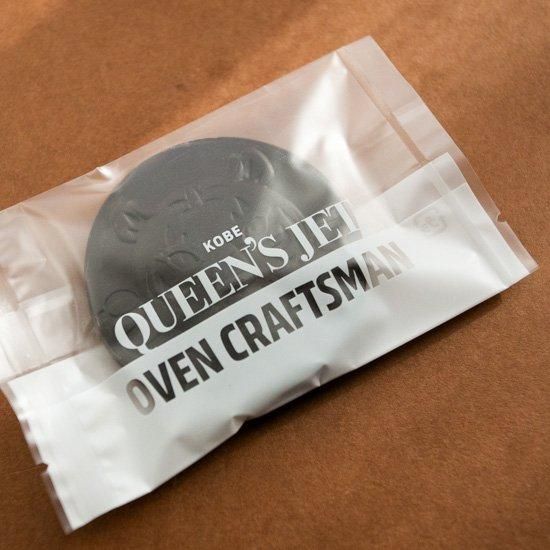 KOBE
QUEEN'S JET
OVEN CRAFTSMAN